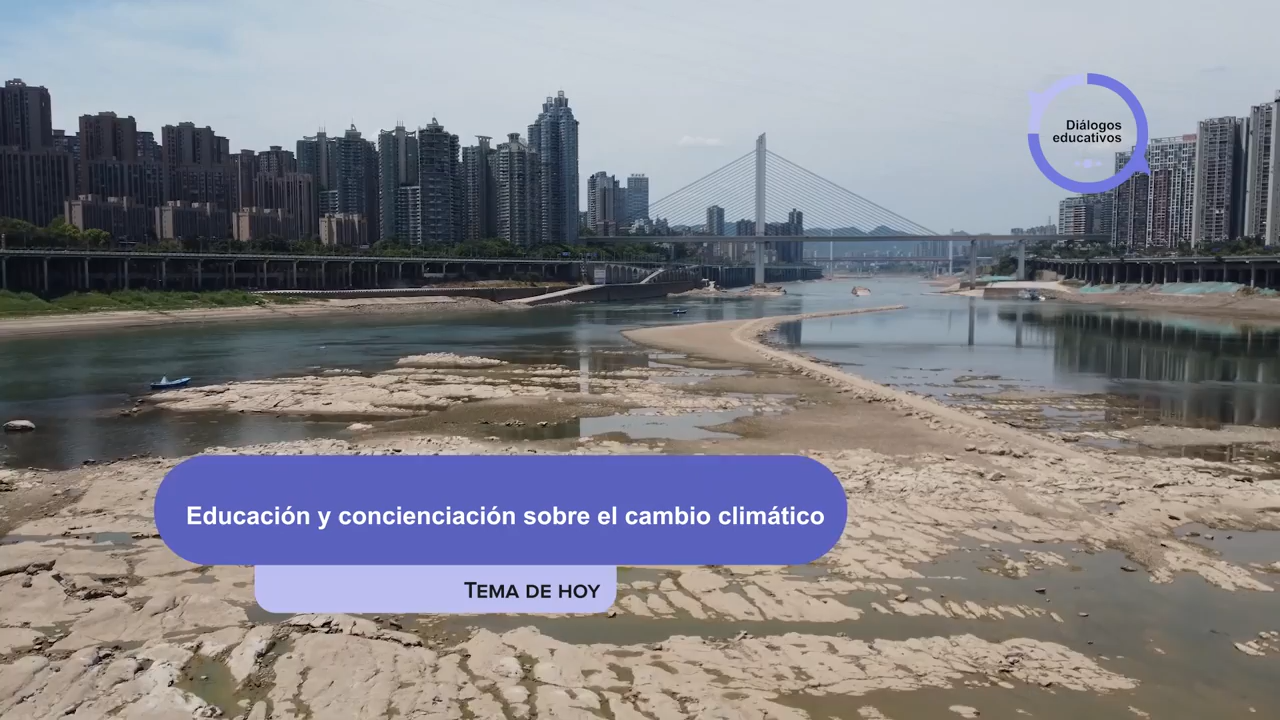 Diálogos
educativos
Educación y concienciación sobre el cambio climático
TEMA DE HOY